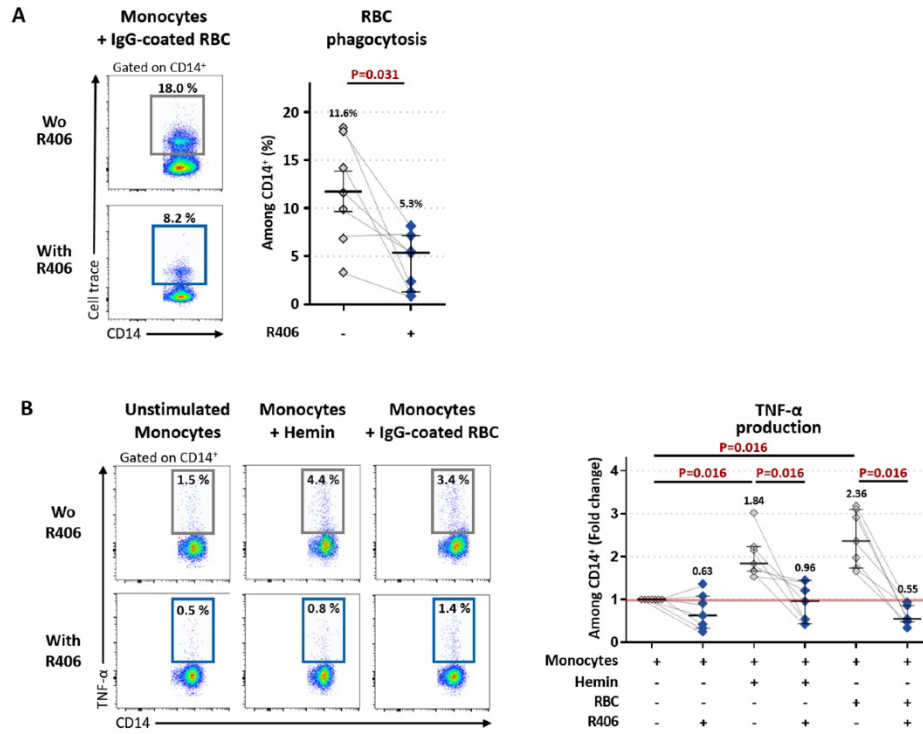 A
Monocytes
+ IgG-coated RBC
Gated on CD14⁺
Wo
R406
18.0 %
With
R406
8.2 %
Cell trace
CD14
RBC
phagocytosis
P=0.031
Among CD14⁺ (%)
20
15
10
5
0
11.6%
5.3%
R406 - +
B
Unstimulated
Monocytes
Monocytes
+ Hemin
Monocytes
+ IgG-coated RBC
Gated on CD14⁺
Wo
R406
1.5 % 4.4 % 3.4 %
With
R406
0.5 % 0.8 % 1.4 %
TNF-α
CD14
TNF-α
production
P=0.016
P=0.016 P=0.016 P=0.016
Among CD14⁺ (Fold change)
4
3
2
1
0
0.63 1.84 0.96 2.36 0.55
Monocytes + + + + + +
Hemin - - + + - -
RBC - - - - + +
R406 - + - + - +